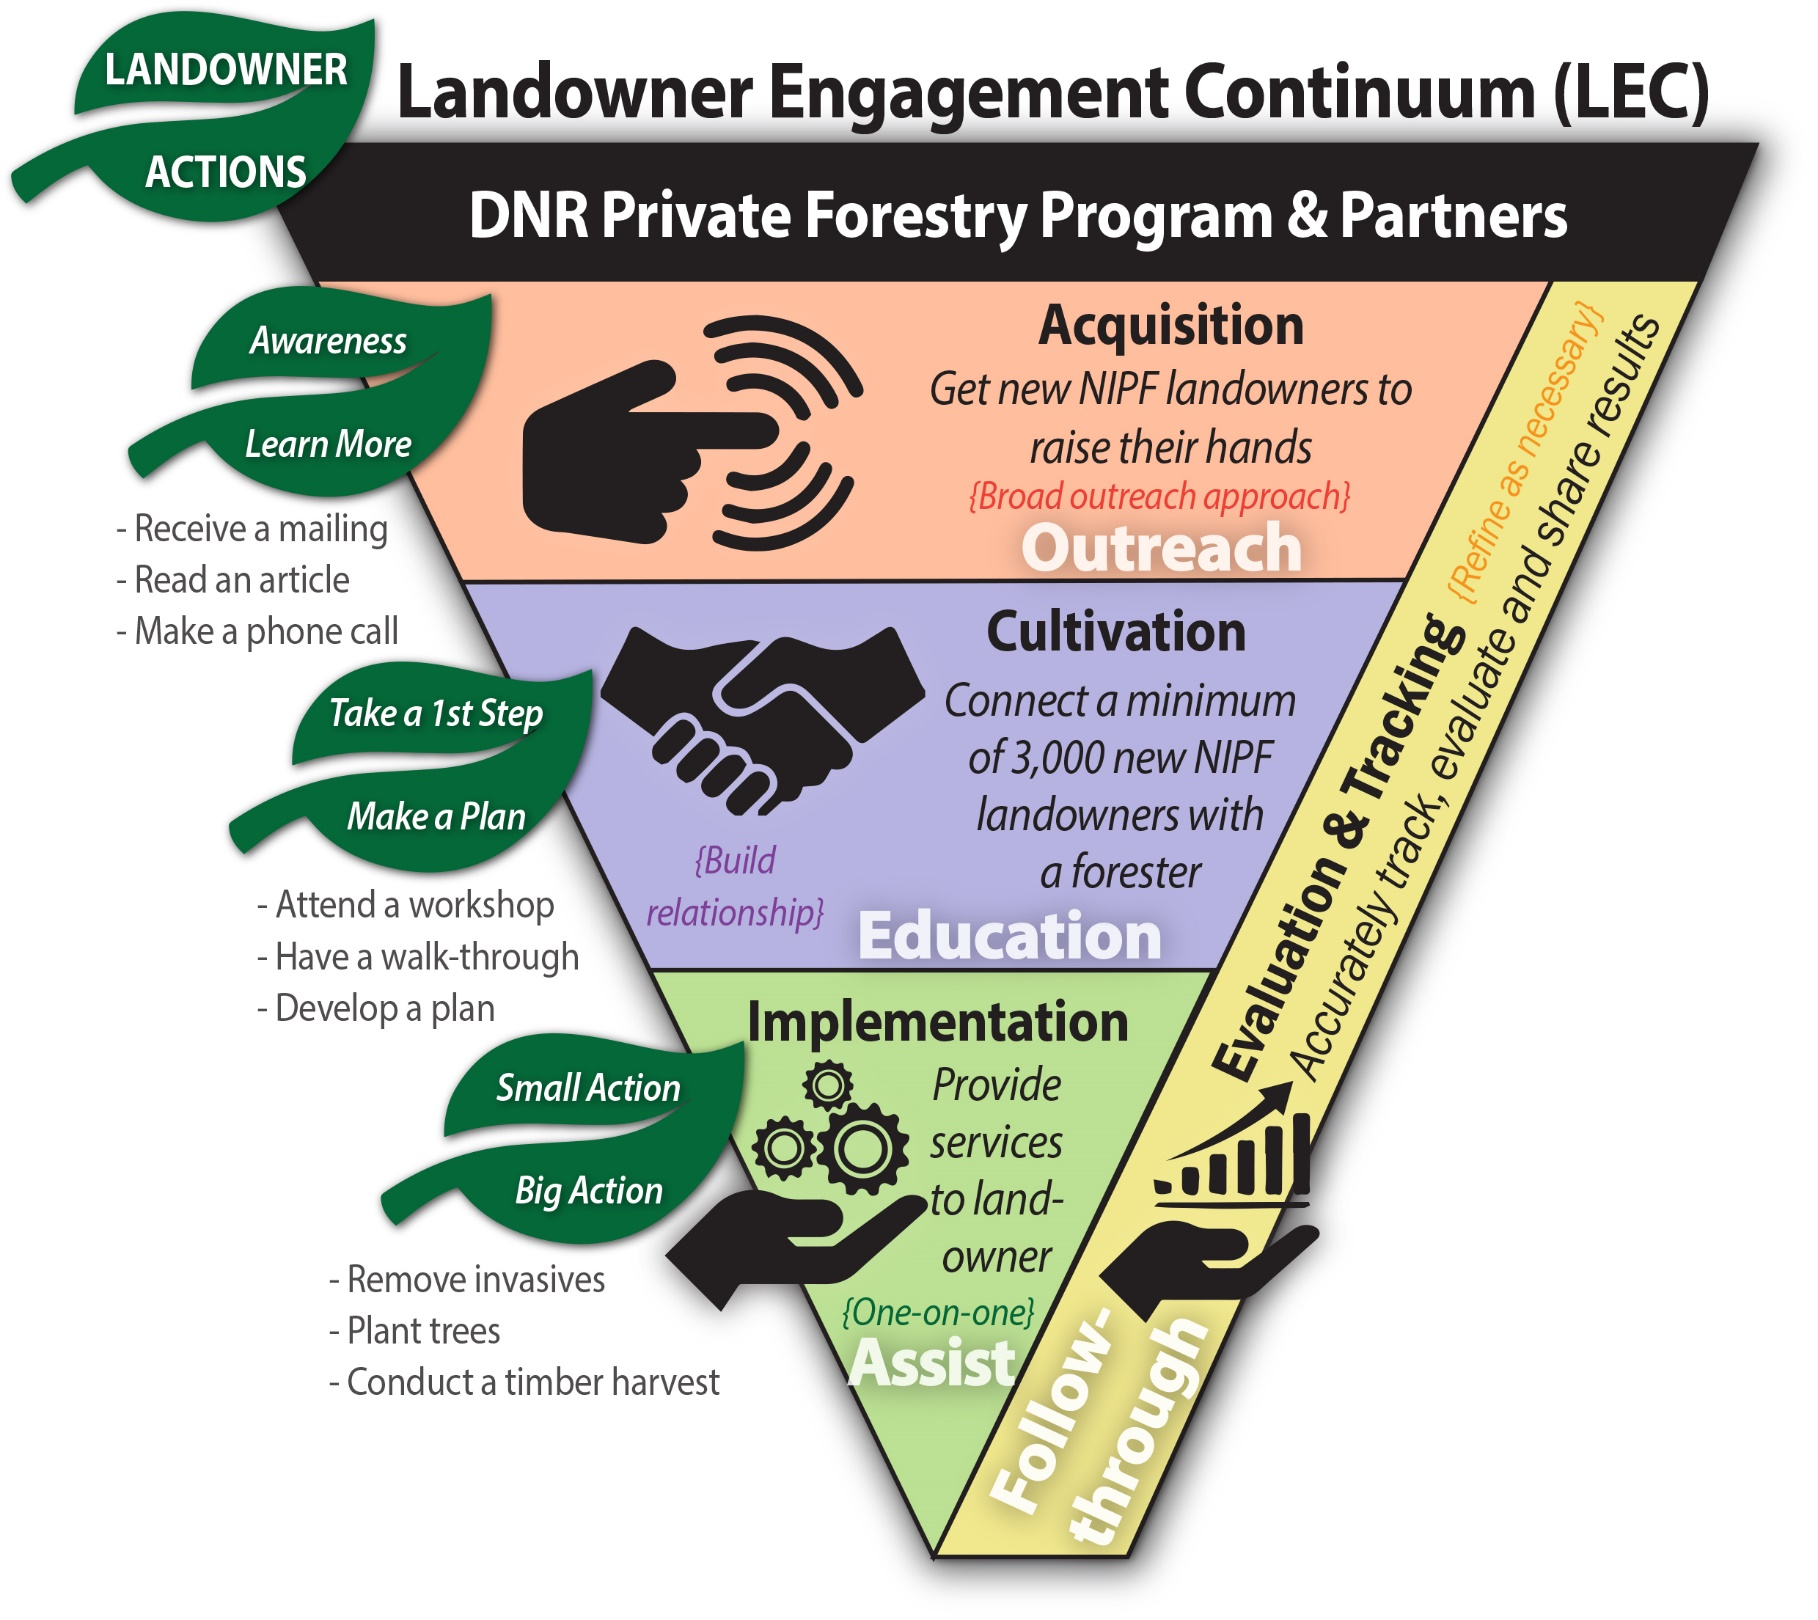 LANDOWNER
ACTIONS
Landowner Engagement Continuum (LEC)
DNR Private Forestry Program & Partners
Awareness
Learn More
- Receive a mailing
- Read an article
- Make a phone call
Acquisition
Get new NIPF landowners to
raise their hands
{Broad outreach approach}
Outreach
Take a 1st Step
Make a Plan
- Attend a workshop
- Have a walk-through
- Develop a plan
Cultivation
Connect a minimum
of 3,000 new NIPF
landowners with
a forester
{Build
relationship}
Education
Small Action
Big Action
- Remove invasives
- Plant trees
- Conduct a timber harvest
Implementation
Provide
services
to land-
owner
{One-on-one}
Assist
Evaluation & Tracking {Refine as necessary}
Accurately track, evaluate and share results
Follow-
through